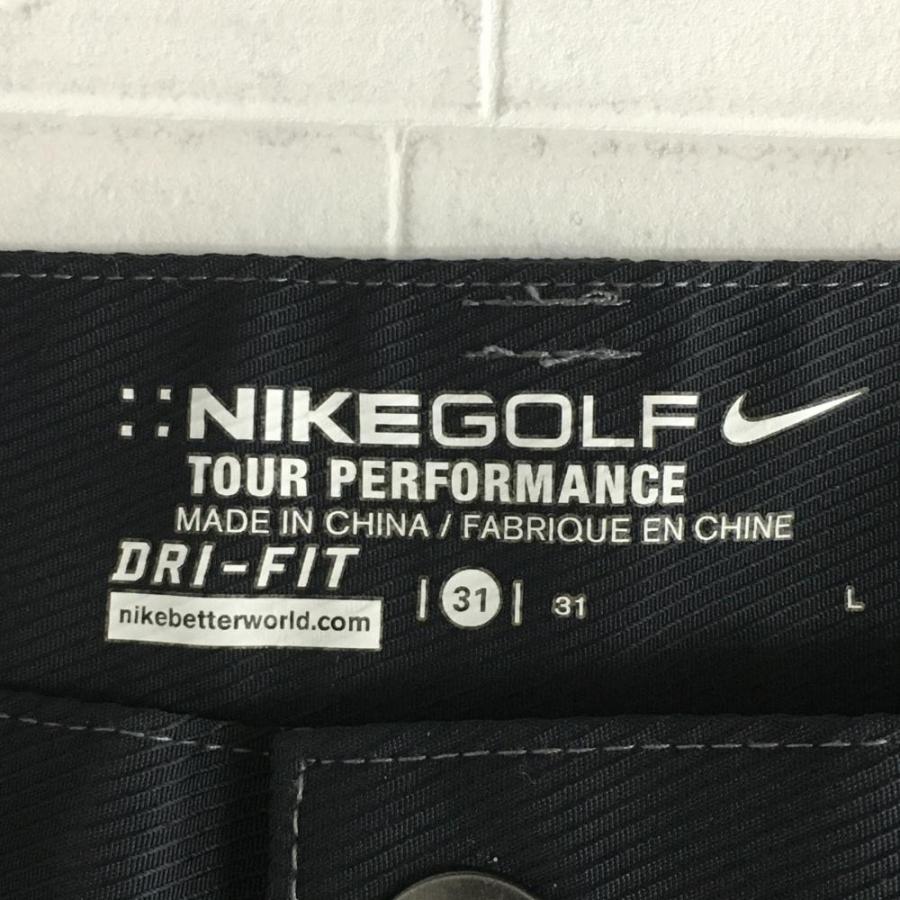 NIKEGOLF
TOUR PERFORMANCE
MADE IN CHINA / FABRIQUE EN CHINE
DRI-FIT
nikebetterworld.com
| 31 | 31 L